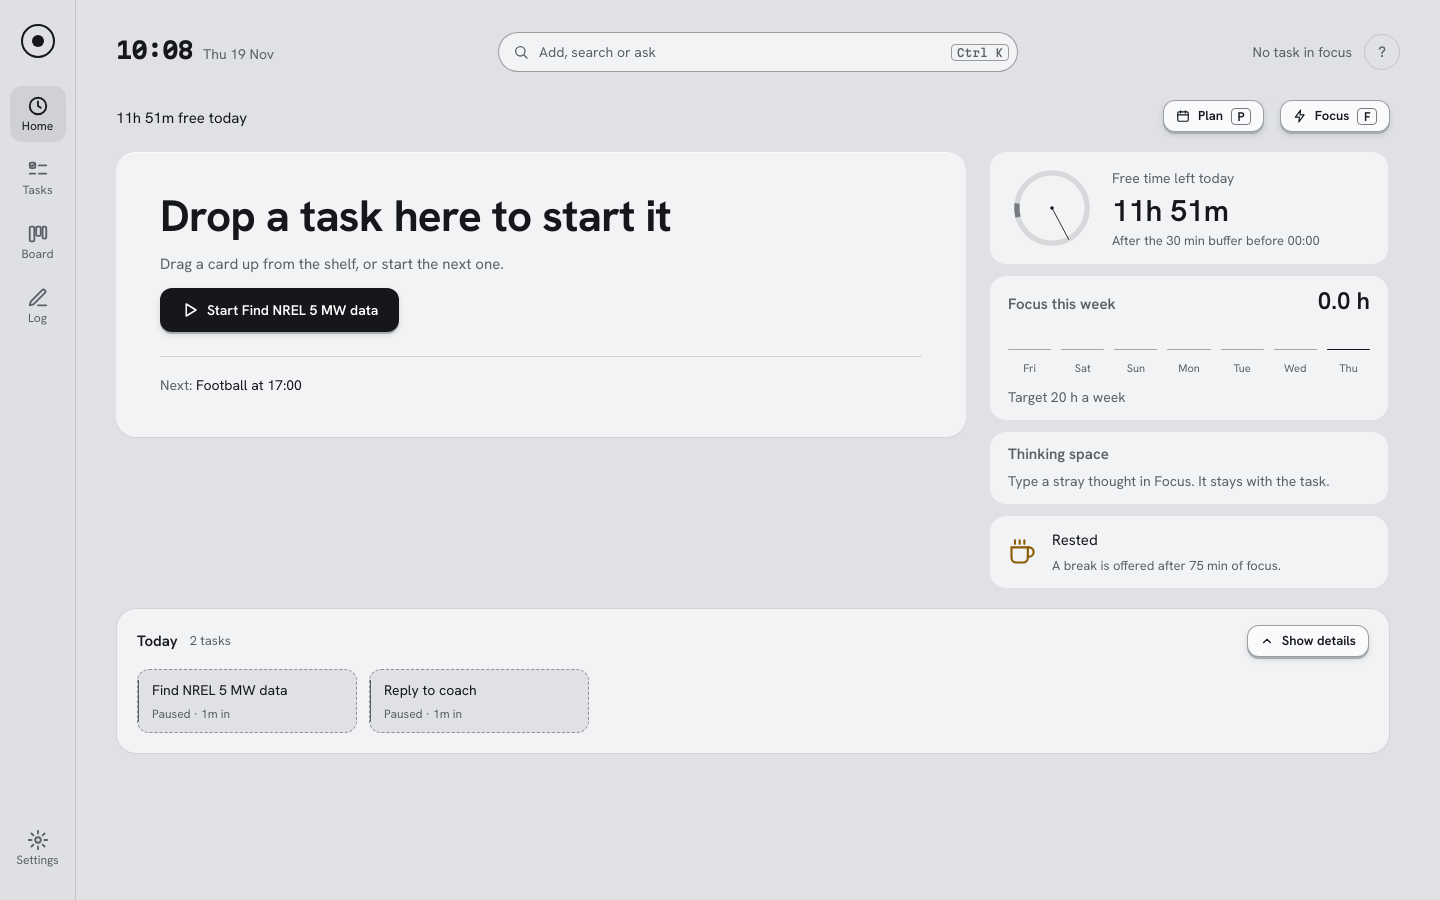 10:08 Thu 19 Nov
Add, search or ask
Ctrl K
No task in focus
?
Home
Tasks
Board
Log
Settings
11h 51m free today
Plan P
Focus F
Drop a task here to start it
Drag a card up from the shelf, or start the next one.
Start Find NREL 5 MW data
Next: Football at 17:00
Free time left today
11h 51m
After the 30 min buffer before 00:00
Focus this week
0.0 h
Fri Sat Sun Mon Tue Wed Thu
Target 20 h a week
Thinking space
Type a stray thought in Focus. It stays with the task.
Rested
A break is offered after 75 min of focus.
Today 2 tasks
Show details
Find NREL 5 MW data
Paused · 1m in
Reply to coach
Paused · 1m in